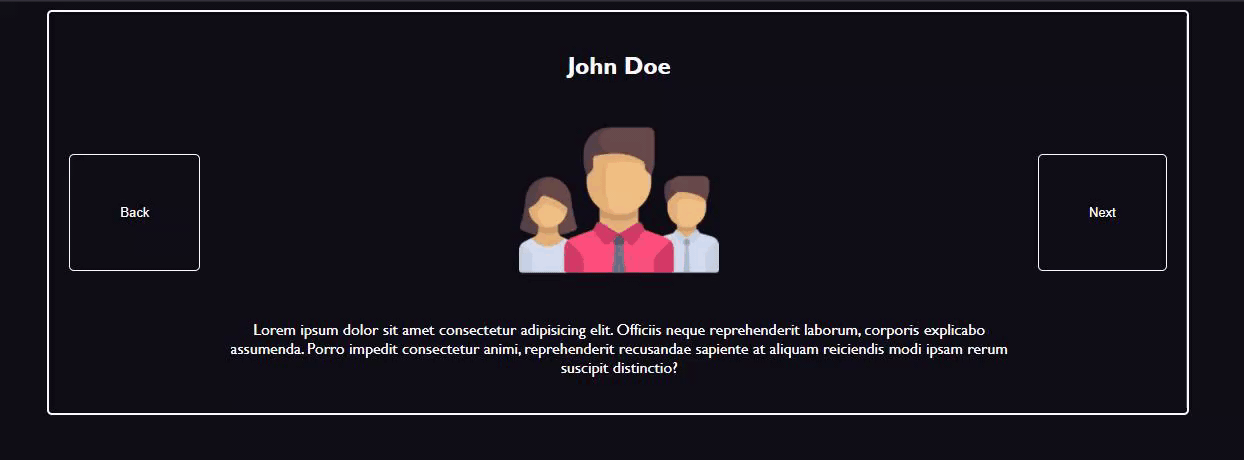 John Doe
Back
Next
Lorem ipsum dolor sit amet consectetur adipisicing elit. Officiis neque reprehenderit laborum, corporis explicabo
assumenda. Porro impedit consectetur animi, reprehenderit recusandae sapiente at aliquam reiciendis modi ipsam rerum
suscipit distinctio?